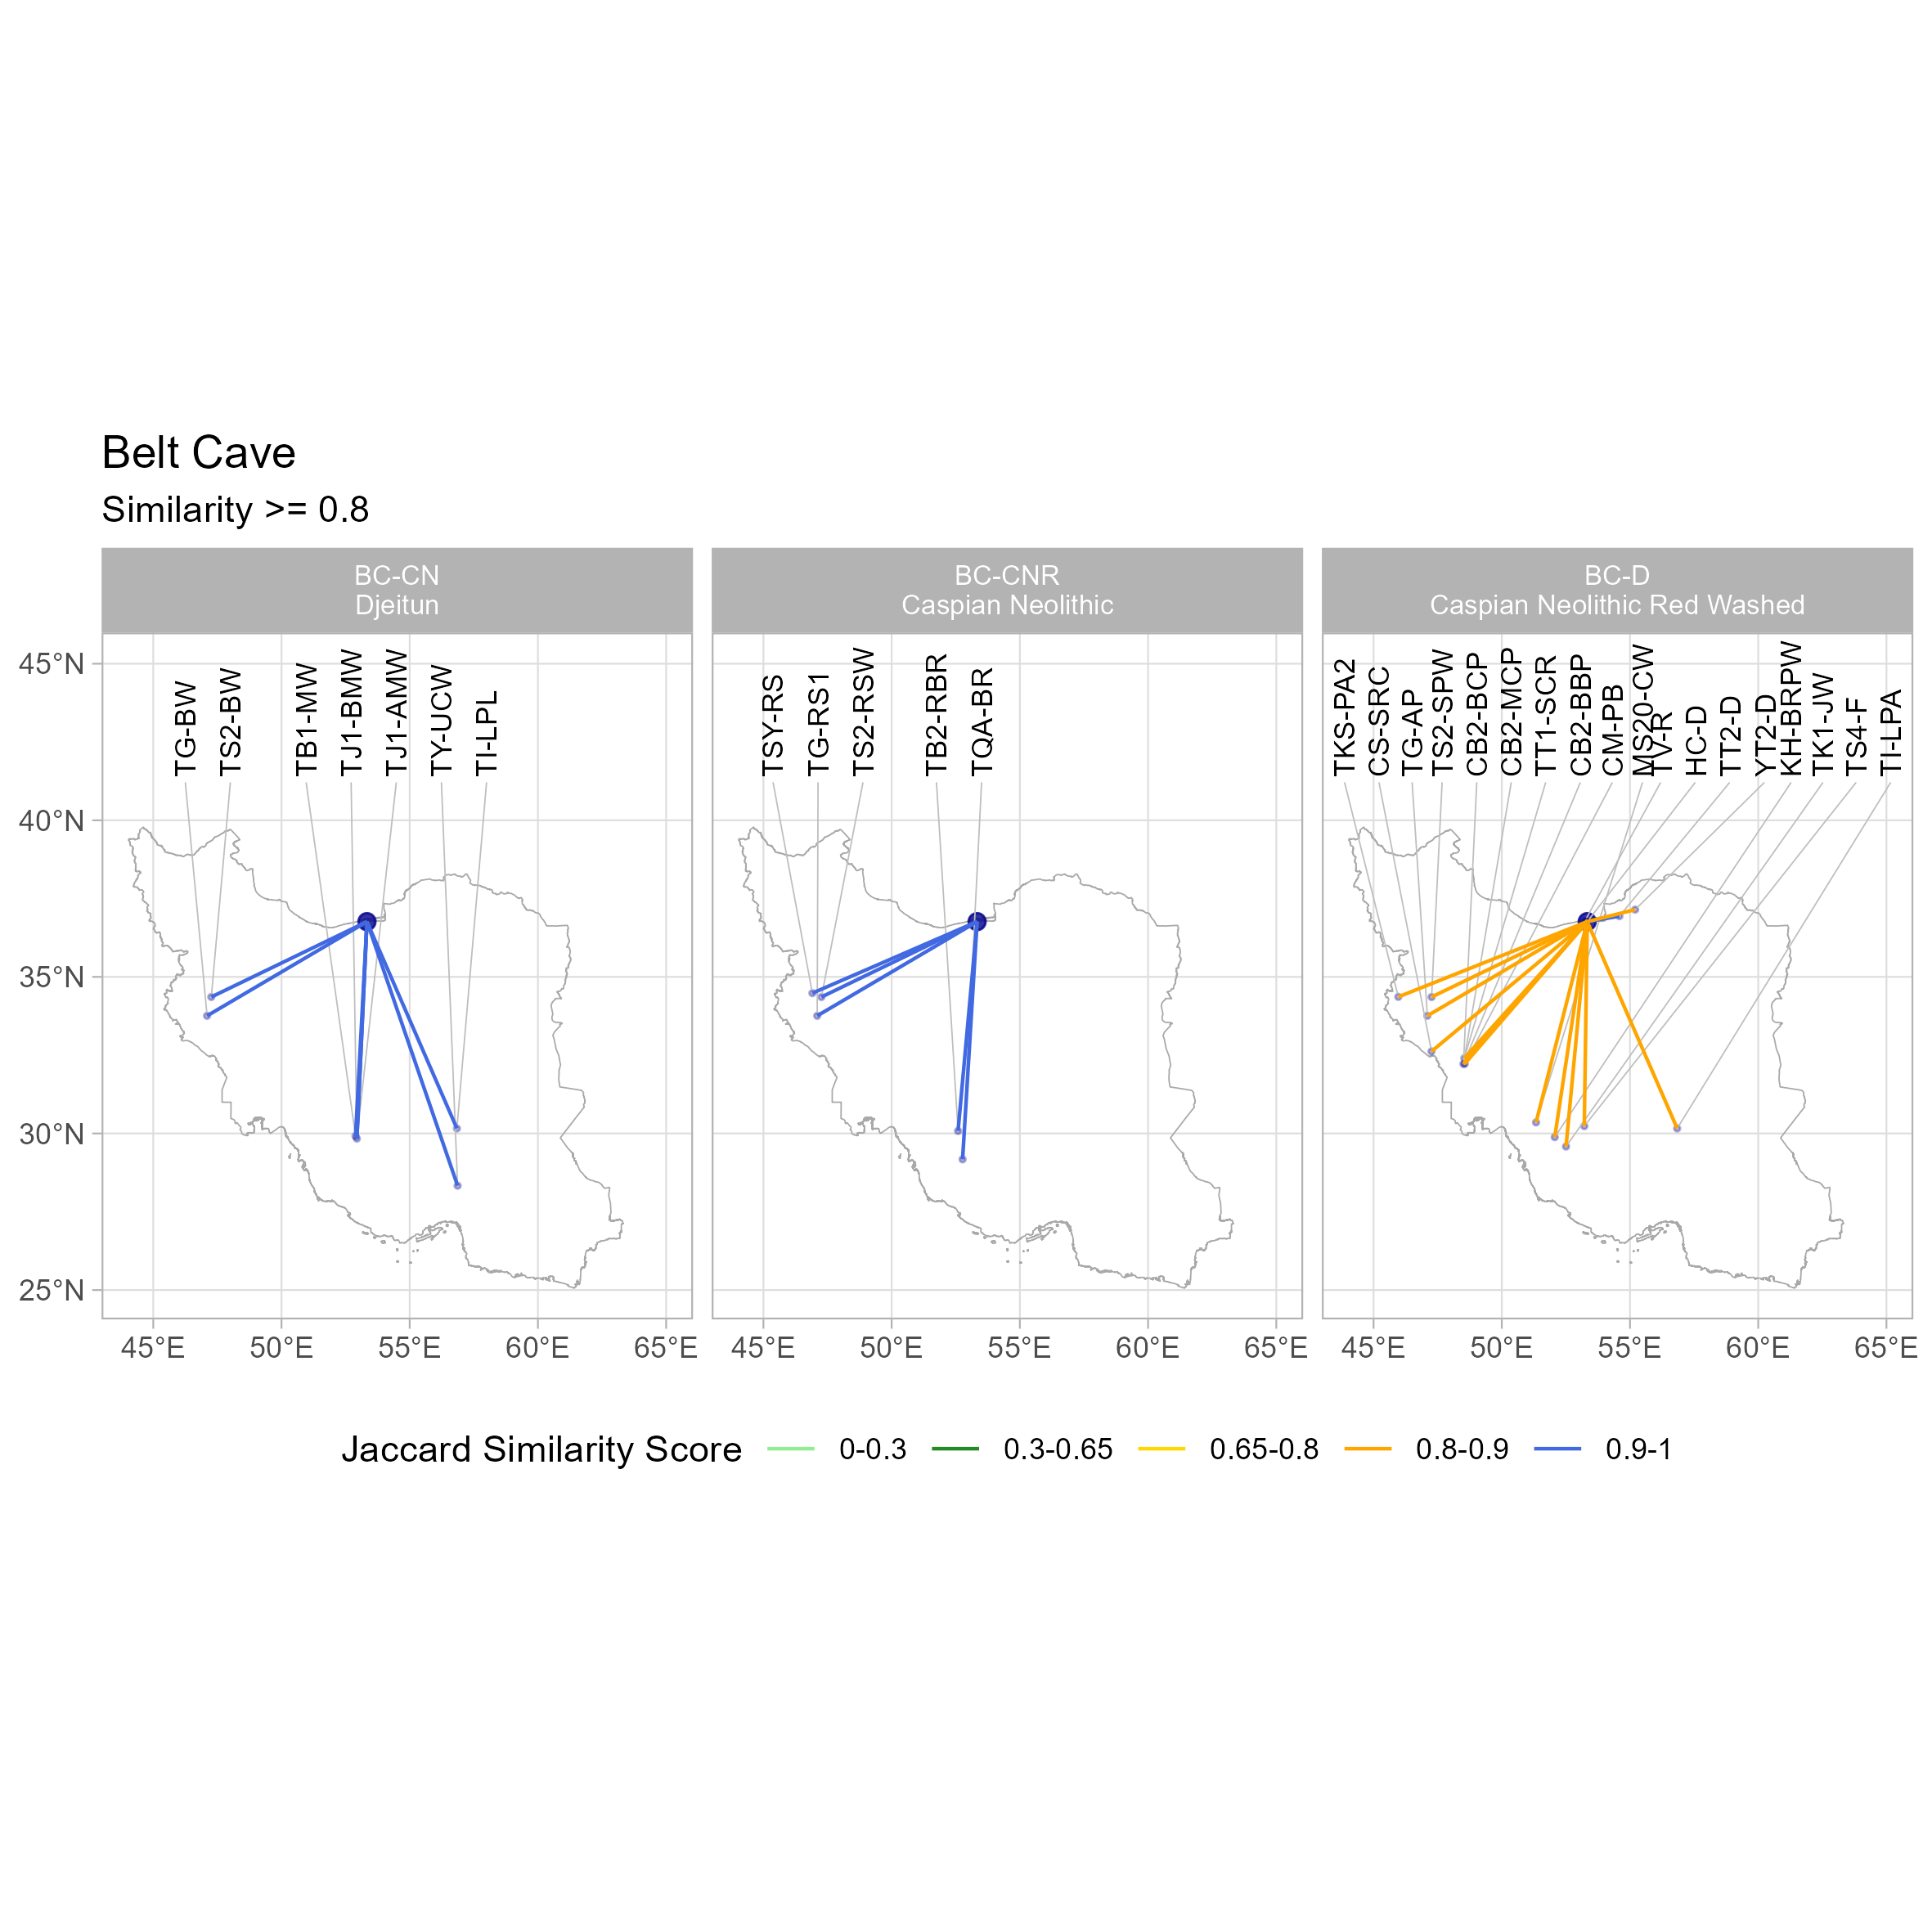 Belt Cave
Similarity >= 0.8
BC-CN
Djeitun
BC-CNR
Caspian Neolithic
BC-D
Caspian Neolithic Red Washed
TG-BW
TS2-BW
TB1-MW
TJ1-BMW
TJ1-AMW
TY-UCW
TI-LPL
TSY-RS
TG-RS1
TS2-RSW
TB2-RBR
TQA-BR
TKS-PA2
CS-SRC
TG-AP
TS2-SPW
CB2-BCP
CB2-MCP
TT1-SCR
CB2-BBP
CM-PB
MS20-CW
TV-R
HC-D
TT2-D
YT2-D
KH-BRPW
TK1-JW
TS4-F
TI-LPA
45°N
40°N
35°N
30°N
25°N
45°E 50°E 55°E 60°E 65°E
45°E 50°E 55°E 60°E 65°E
45°E 50°E 55°E 60°E 65°E
Jaccard Similarity Score 0-0.3 0.3-0.65 0.65-0.8 0.8-0.9 0.9-1